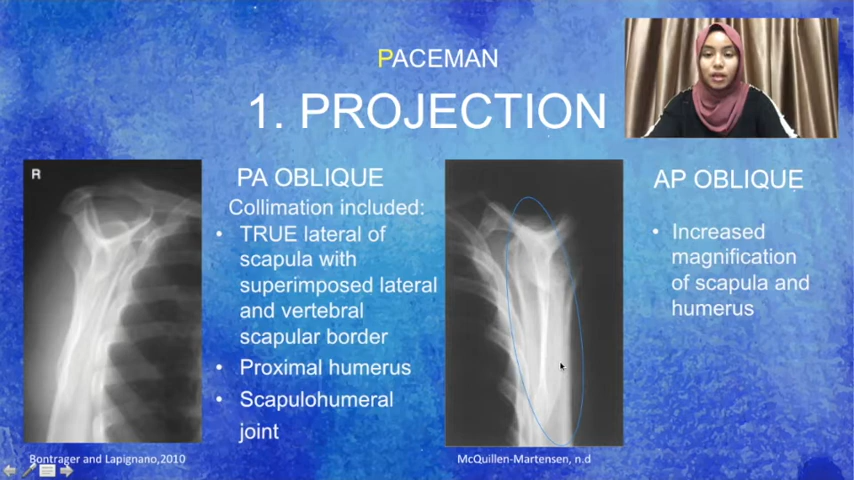 PACEMAN
1. PROJECTION
R
PA OBLIQUE
Collimation included:
• TRUE lateral of
scapula with
superimposed lateral
and vertebral
scapular border
• Proximal humerus
• Scapulohumeral
joint
Bontrager and Lapignano,2010
AP OBLIQUE
• Increased
magnification
of scapula and
humerus
McQuillen-Martensen, n.d